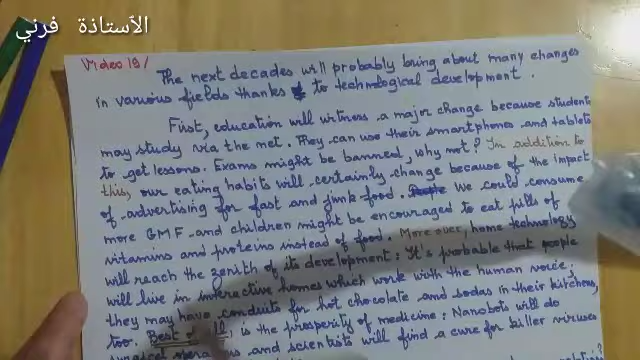 الأستاذة فرني
Video 19/
The next decades will probably bring about many changes
in various fields thanks to technological development.
First, education will witness a major change because students
may study via the net. They can use their smartphones and tablets
to get lessons. Exams might be banned, why not? In addition to
this, our eating habits will certainly change because of the impact
of advertising for fast and junk food. We could consume
more GMF and children might be encouraged to eat pills of
vitamins and proteins instead of food. More over, home technology
will reach the zenith of its development: It's probable that people
will live in interactive homes which work with the human voice;
they may have conduits for hot chocolate and sodas in their kitchens,
too. Best of all, is the prosperity of medicine: Nanobots will do
surgical operations and scientists will find a cure for killer viruses